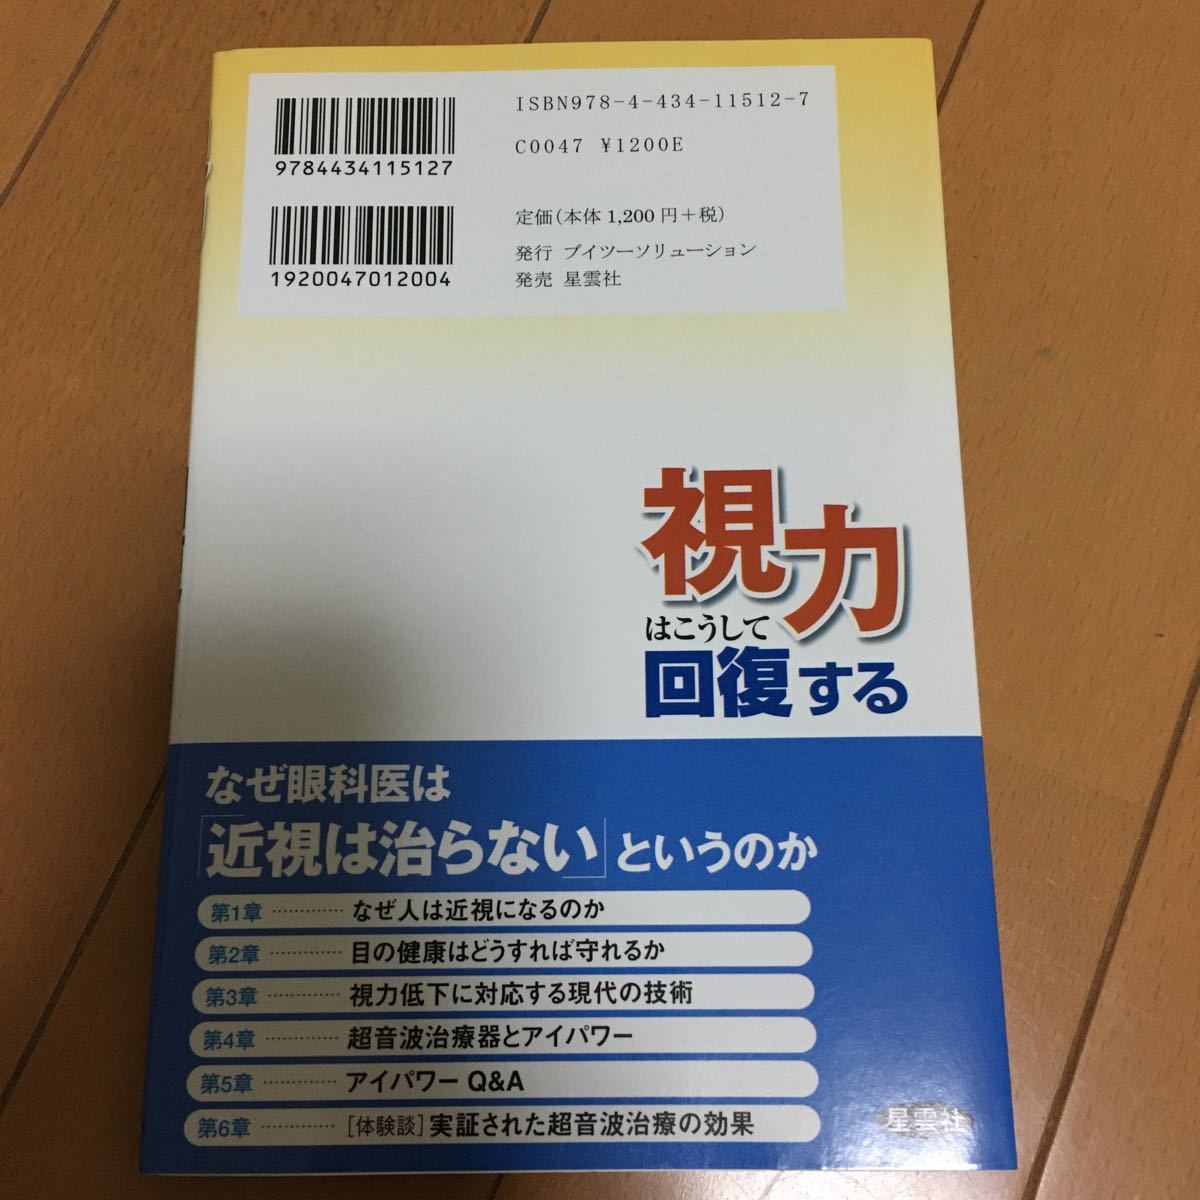 ISBN978-4-434-11512-7
C0047 ¥1200E
9784434115127
1920047012004
定価(本体1,200円+税)
発行 ブイツーソリューション
発売 星雲社
視力
はこうして
回復する
なぜ眼科医は
「近視は治らない」というのか
第1章 ………… なぜ人は近視になるのか
第2章 ………… 目の健康はどうすれば守れるか
第3章 ………… 視力低下に対応する現代の技術
第4章 ………… 超音波治療器とアイパワー
第5章 ………… アイパワー Q&A
第6章 ………… [体験談] 実証された超音波治療の効果
星雲社